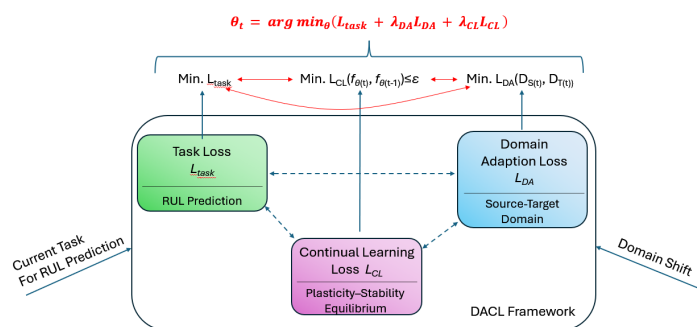 θt = arg minθ(Ltask + λDALDA + λCLLCL)
Min. Ltask
Min. LCL(fθ(t), fθ(t-1))≤ε
Min. LDA(DS(t), DT(t))
Task Loss
Ltask
RUL Prediction
Domain
Adaption Loss
LDA
Source-Target
Domain
Continual Learning
Loss LCL
Plasticity–Stability
Equilibrium
Current Task
For RUL Prediction
Domain Shift
DACL Framework